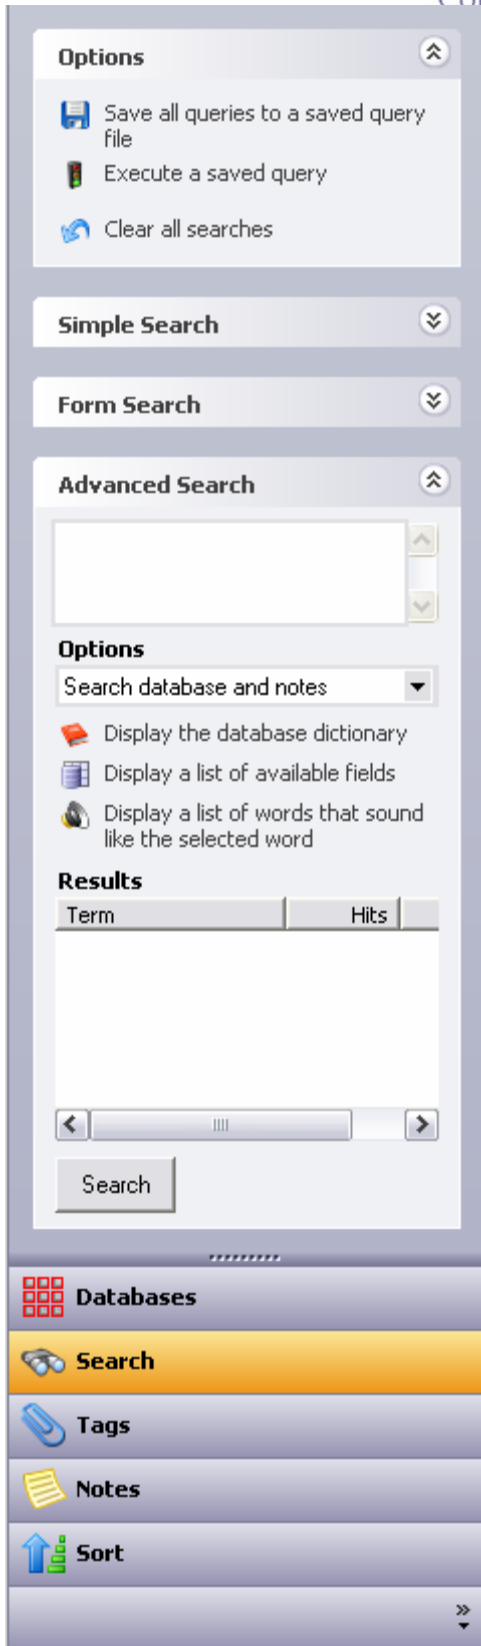 Options
Save all queries to a saved query
file
Execute a saved query
Clear all searches
Simple Search
Form Search
Advanced Search
Options
Search database and notes
Display the database dictionary
Display a list of available fields
Display a list of words that sound
like the selected word
Results
Term Hits
Search
Databases
Search
Tags
Notes
Sort